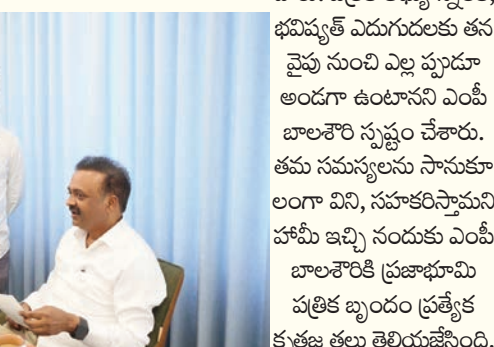 భవిష్యత్ ఎదుగుదలకు తన
వైపు నుంచి ఎల్ల ప్పుడూ
అండగా ఉంటానని ఎంపీ
బాలశౌరి స్పష్టం చేశారు.
తమ సమస్యలను సానుకూ
లంగా విని, సహకరిస్తామని
హామీ ఇచ్చి నందుకు ఎంపీ
బాలశౌరికి ప్రజాభూమి
పత్రిక బృందం ప్రత్యేక
కృతజ్ఞ తలు తెలియజేసింది.